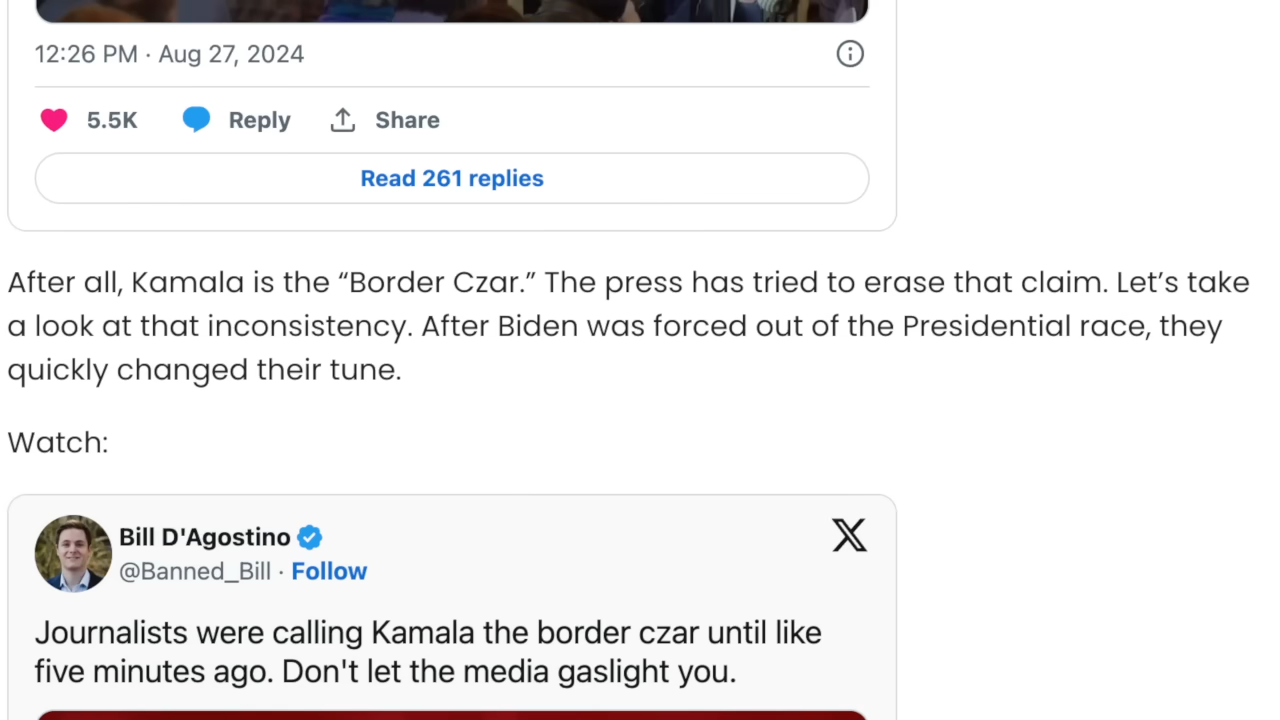 12:26 PM · Aug 27, 2024
5.5K Reply Share
Read 261 replies
After all, Kamala is the “Border Czar.” The press has tried to erase that claim. Let’s take
a look at that inconsistency. After Biden was forced out of the Presidential race, they
quickly changed their tune.
Watch:
Bill D'Agostino
@Banned_Bill · Follow
Journalists were calling Kamala the border czar until like
five minutes ago. Don't let the media gaslight you.